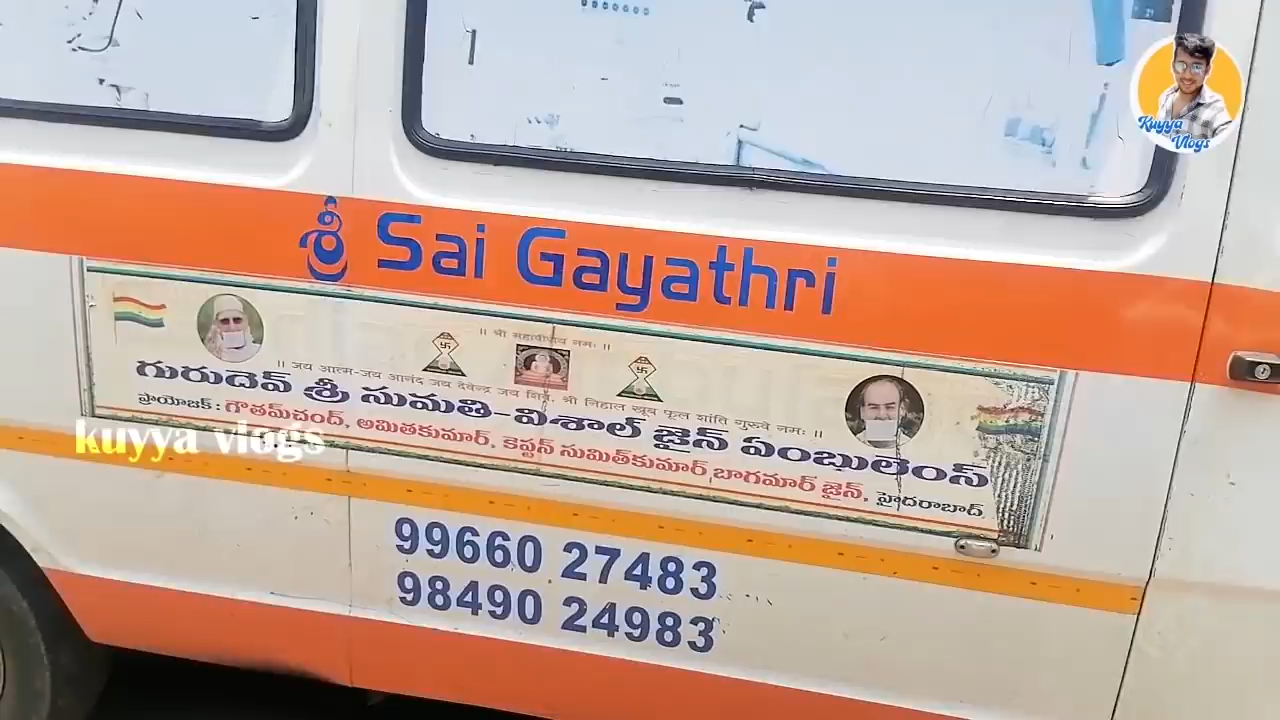 Kuyya
Vlogs
శ్రీ Sai Gayathri
॥ श्री महावीराय नमः ॥
॥ जय आत्म-जय आनंद जय देवेन्द्र जय शिव, श्री निहाल खूब फूल शांति गुरुवे नमः ॥
గురుదెవ్ శ్రీ సుమతి-విశాల్ జైన్ ఏంబులెంస్
ప్రాయోజక్ : గౌతమ్‌చంద్, అమితకుమార్, కెప్టన్ సుమిత్‌కుమార్ బాగమార్ జైన్, హైదరాబాద్
kuyya vlogs
99660 27483
98490 24983